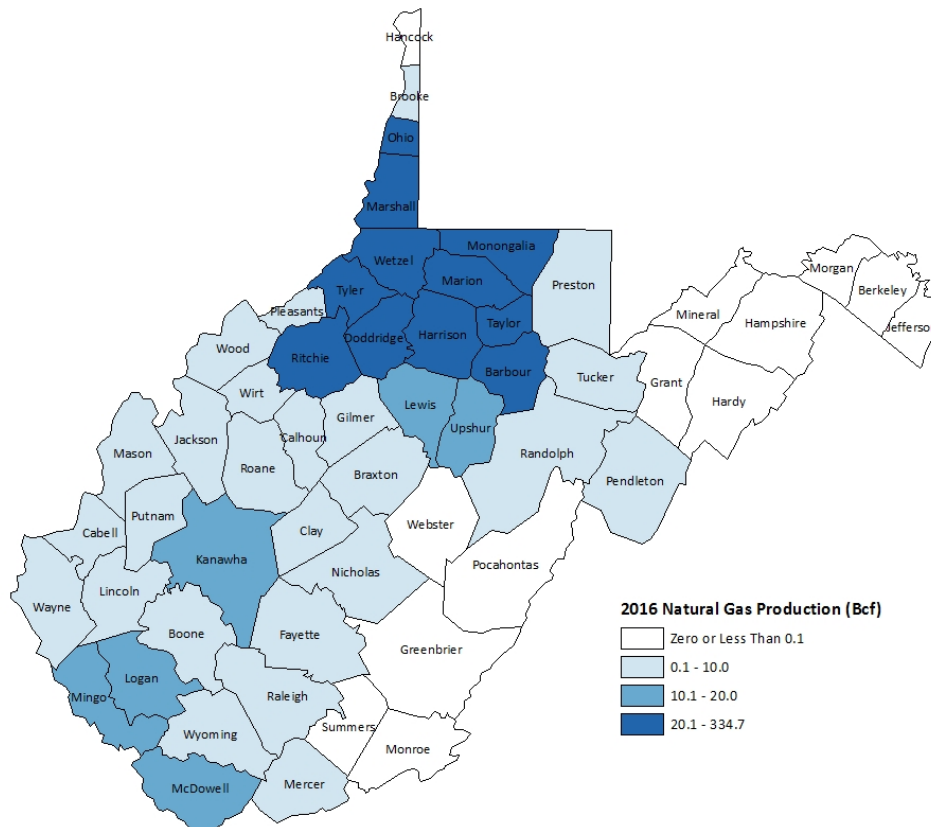 Hancock
Brooke
Ohio
Marshall
Wetzel
Monongalia
Marion
Preston
Morgan
Berkeley
Jefferso
Tyler
Pleasants
Mineral
Hampshire
Taylor
Doddridge
Harrison
Wood
Ritchie
Barbour
Tucker
Grant
Hardy
Wirt
Lewis
Gilmer
Upshur
Jackson
Calhoun
Mason
Roane
Randolph
Braxton
Pendleton
Putnam
Webster
Cabell
Clay
Kanawha
Pocahontas
Nicholas
Lincoln
Wayne
Boone
Fayette
Greenbrier
Logan
Mingo
Raleigh
Summers
Wyoming
Monroe
McDowell
Mercer
2016 Natural Gas Production (Bcf)
Zero or Less Than 0.1
0.1 - 10.0
10.1 - 20.0
20.1 - 334.7